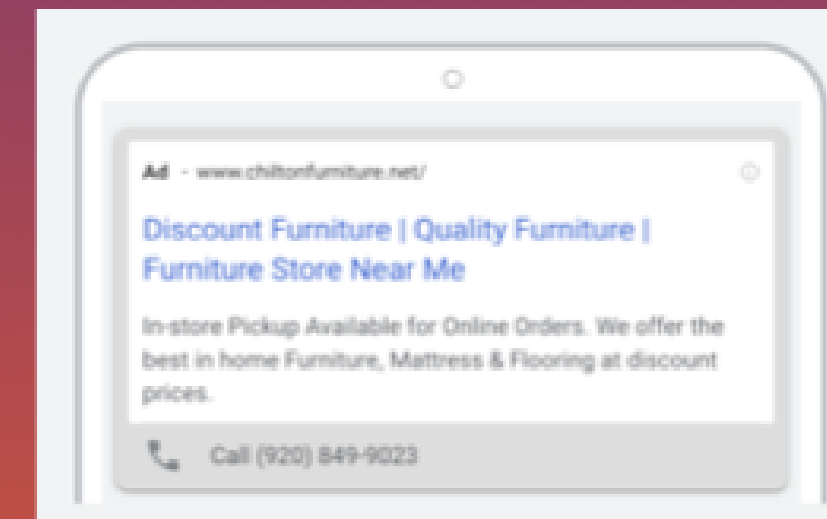 Ad - www.chiltonfurniture.net/
Discount Furniture | Quality Furniture |
Furniture Store Near Me
In-store Pickup Available for Online Orders. We offer the
best in home Furniture, Mattress & Flooring at discount
prices.
Call (920) 849-9023